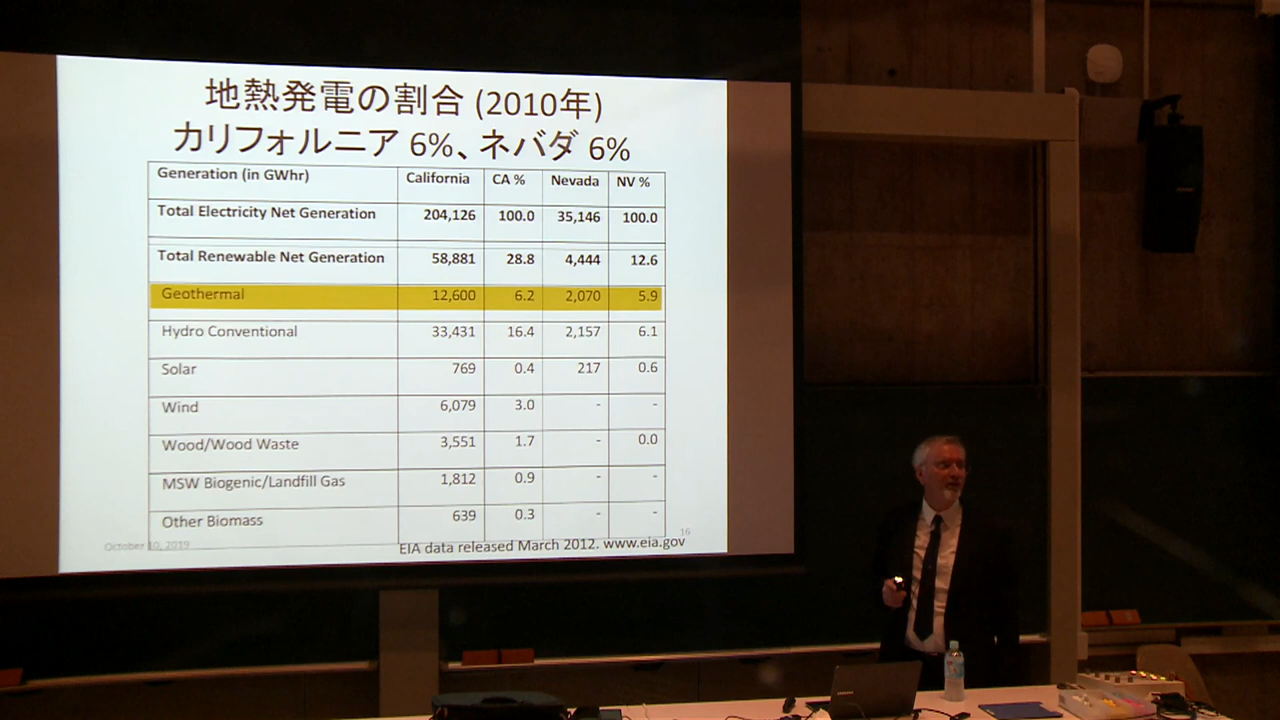 地熱発電の割合 (2010年)
カリフォルニア 6%、ネバダ 6%
Generation (in GWhr) California CA % Nevada NV %
Total Electricity Net Generation 204,126 100.0 35,146 100.0
Total Renewable Net Generation 58,881 28.8 4,444 12.6
Geothermal 12,600 6.2 2,070 5.9
Hydro Conventional 33,431 16.4 2,157 6.1
Solar 769 0.4 217 0.6
Wind 6,079 3.0 - -
Wood/Wood Waste 3,551 1.7 - 0.0
MSW Biogenic/Landfill Gas 1,812 0.9 - -
Other Biomass 639 0.3 - -
October 10, 2019
EIA data released March 2012. www.eia.gov
16